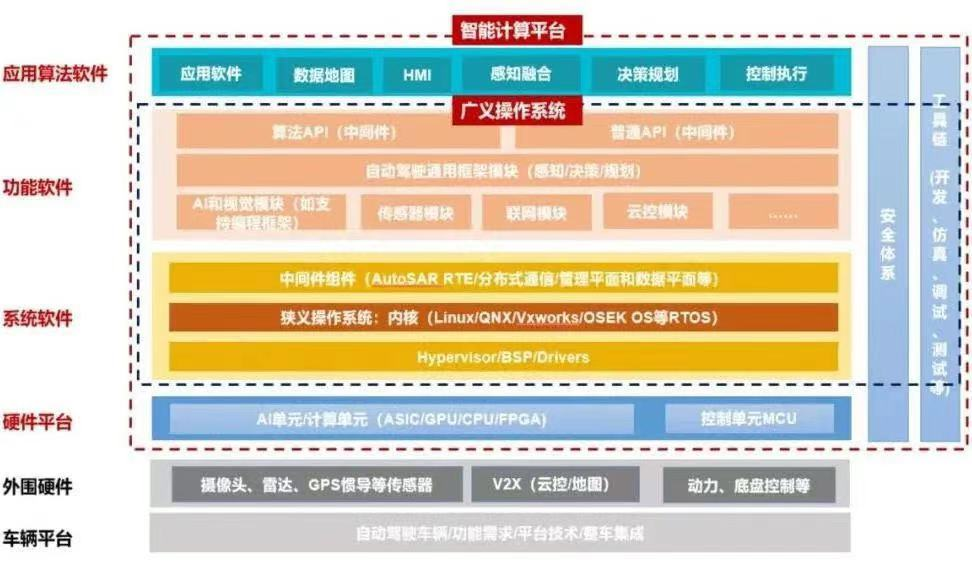 智能计算平台
应用算法软件
应用软件
数据地图
HMI
感知融合
决策规划
控制执行
广义操作系统
功能软件
算法API（中间件）
普通API（中间件）
自动驾驶通用框架模块（感知/决策/规划）
AI和视觉模块（如支
持编程框架）
传感器模块
联网模块
云控模块
……
系统软件
中间件组件（AutoSAR RTE/分布式通信/管理平面和数据平面等）
狭义操作系统：内核（Linux/QNX/Vxworks/OSEK OS等RTOS）
Hypervisor/BSP/Drivers
硬件平台
AI单元/计算单元（ASIC/GPU/CPU/FPGA）
控制单元MCU
安全体系
工具链（开发、仿真、调试、测试等）
外围硬件
摄像头、雷达、GPS惯导等传感器
V2X（云控/地图）
动力、底盘控制等
车辆平台
自动驾驶车辆/功能需求/平台技术/整车集成